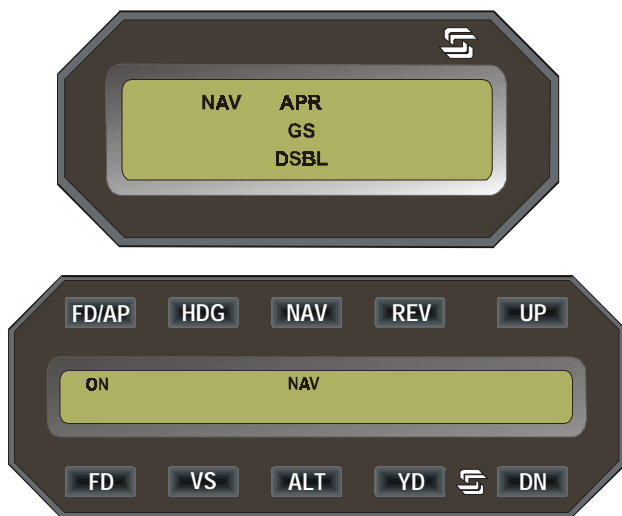 NAV APR
GS
DSBL
FD/AP HDG NAV REV UP
ON NAV
FD VS ALT YD DN